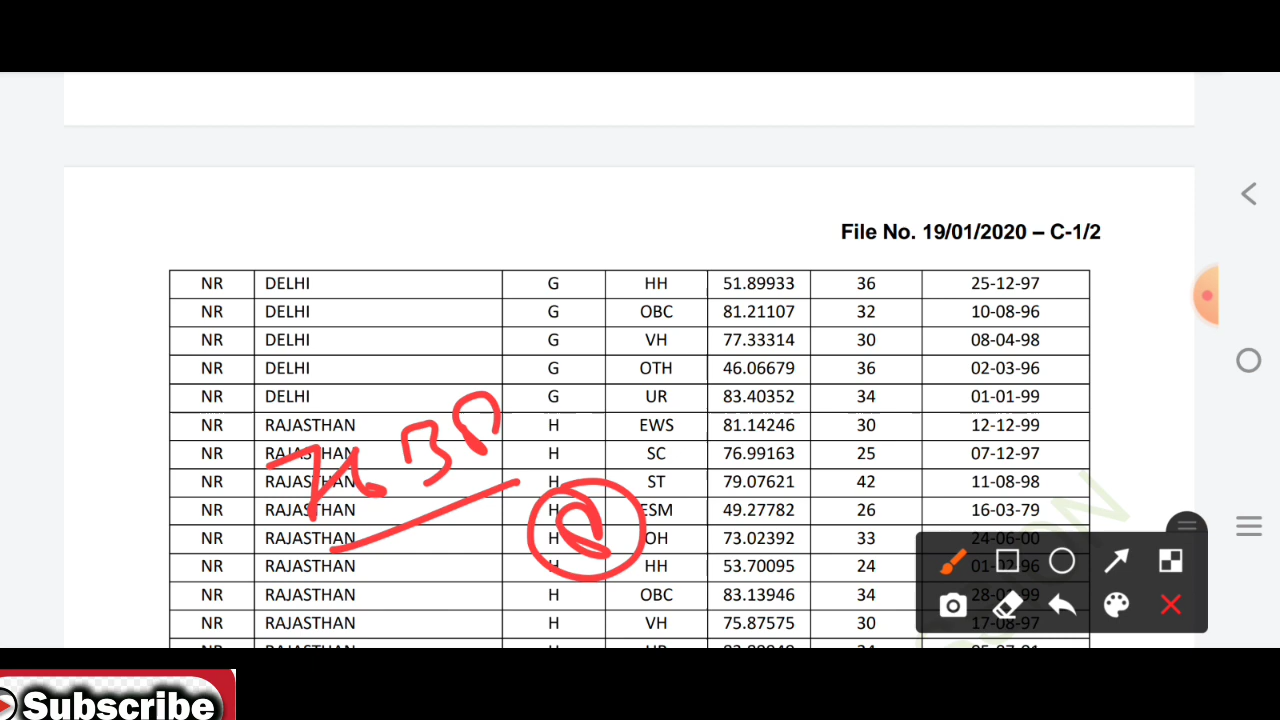 File No. 19/01/2020 – C-1/2
NR DELHI G HH 51.89933 36 25-12-97
NR DELHI G OBC 81.21107 32 10-08-96
NR DELHI G VH 77.33314 30 08-04-98
NR DELHI G OTH 46.06679 36 02-03-96
NR DELHI G UR 83.40352 34 01-01-99
NR RAJASTHAN H EWS 81.14246 30 12-12-99
NR RAJASTHAN H SC 76.99163 25 07-12-97
NR RAJASTHAN H ST 79.07621 42 11-08-98
NR RAJASTHAN H ESM 49.27782 26 16-03-79
NR RAJASTHAN H OH 73.02392 33 24-06-00
NR RAJASTHAN H HH 53.70095 24
NR RAJASTHAN H OBC 83.13946 34
NR RAJASTHAN H VH 75.87575 30 17-08-97
Subscribe